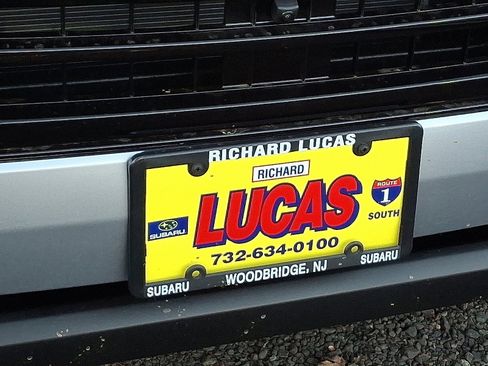 RICHARD LUCAS
RICHARD
LUCAS
SUBARU
ROUTE
1
SOUTH
732-634-0100
SUBARU
WOODBRIDGE, NJ
SUBARU